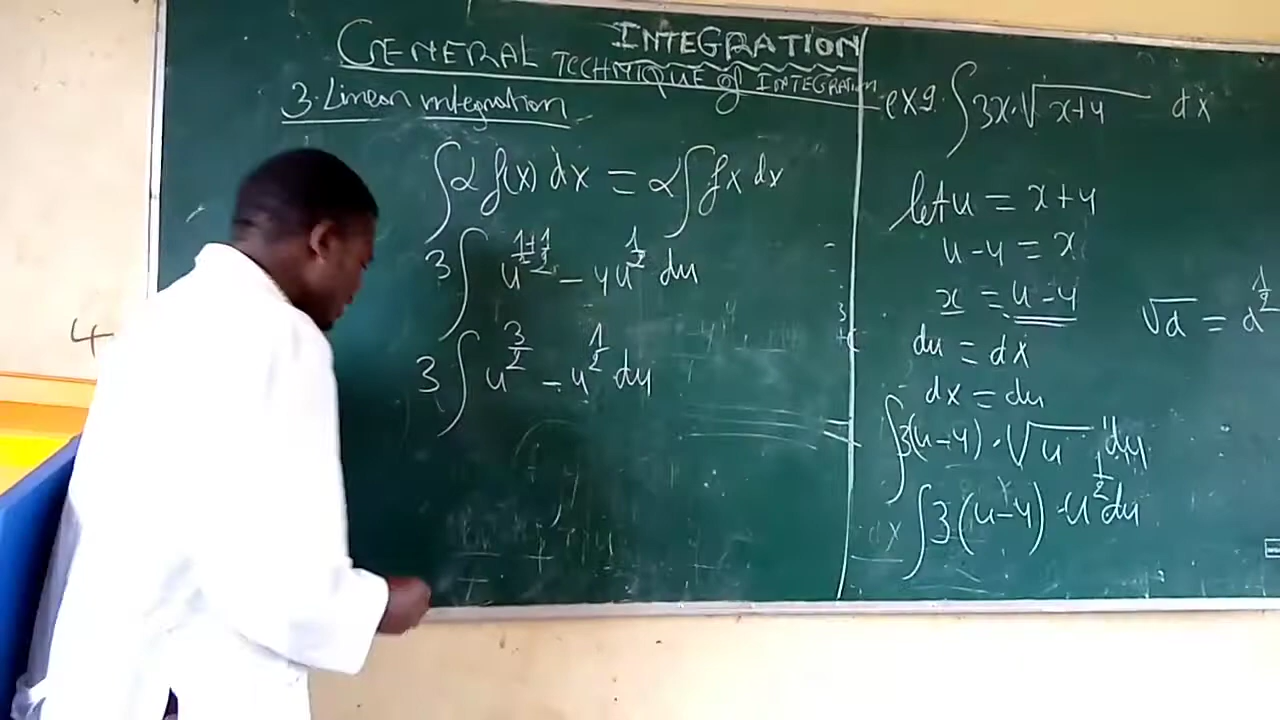 INTEGRATION
GENERAL TECHNIQUE of INTEGRATION
3. Linear integration
∫α f(x) dx = α∫fx dx
3∫u^{1+1/2} - 4u^{1/2} du
3∫u^{3/2} - u^{1/2} du
4
exg. ∫3x·√(x+4) dx
let u = x+4
u-4 = x
x = u-4
du = dx
dx = du
∫3(u-4)·√u du
∫3(u-4)·u^{1/2} du
√a = a^{1/2}